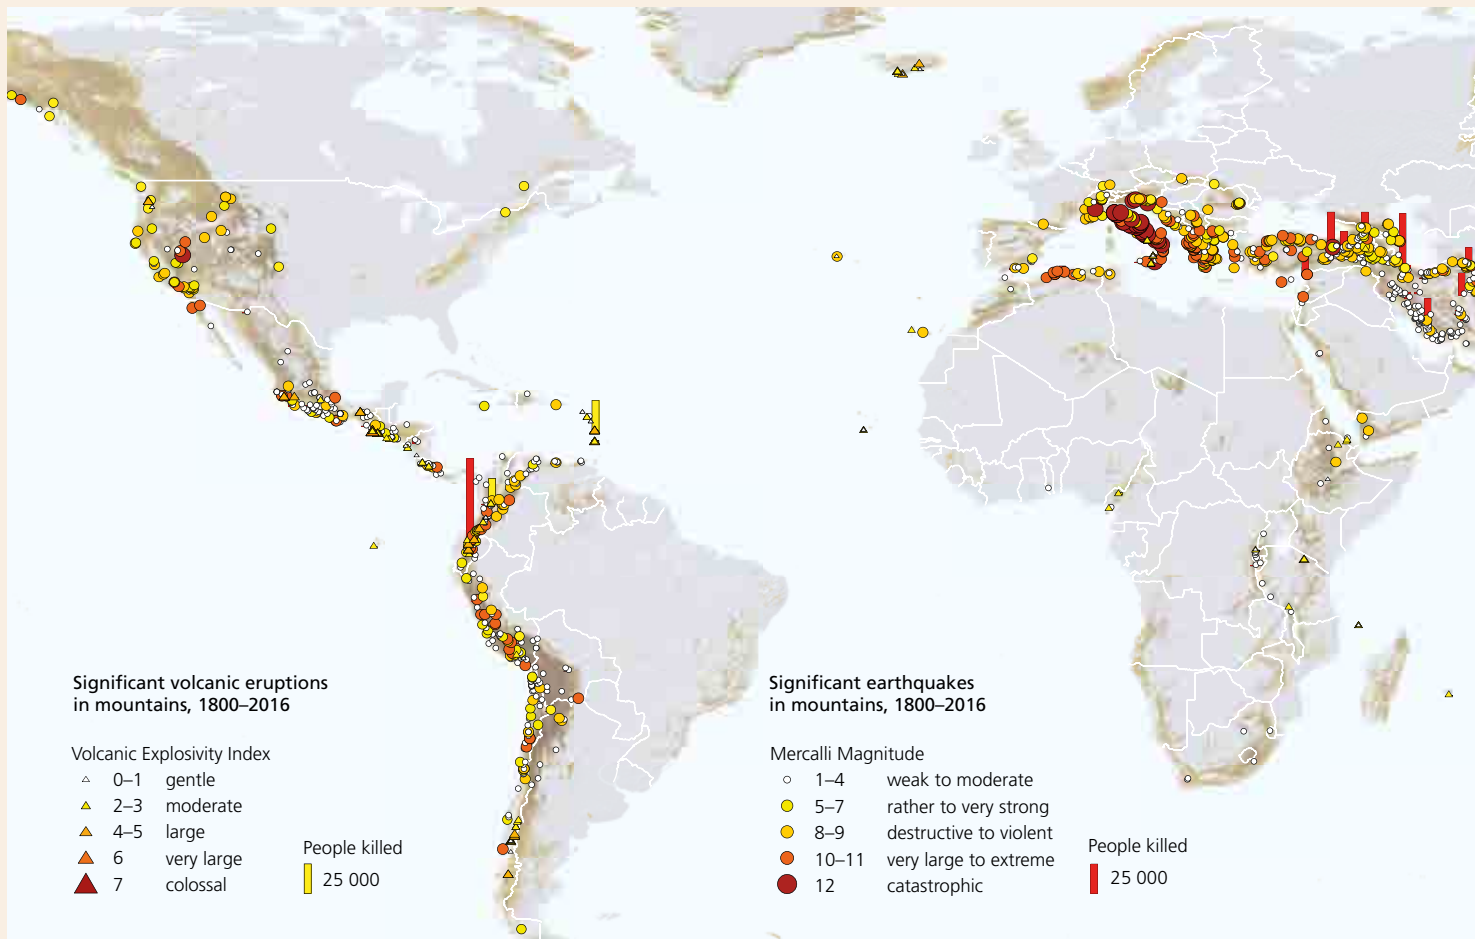 Significant volcanic eruptions
in mountains, 1800–2016
Volcanic Explosivity Index
0–1 gentle
2–3 moderate
4–5 large
6 very large
7 colossal
People killed
25 000
Significant earthquakes
in mountains, 1800–2016
Mercalli Magnitude
1–4 weak to moderate
5–7 rather to very strong
8–9 destructive to violent
10–11 very large to extreme
12 catastrophic
People killed
25 000